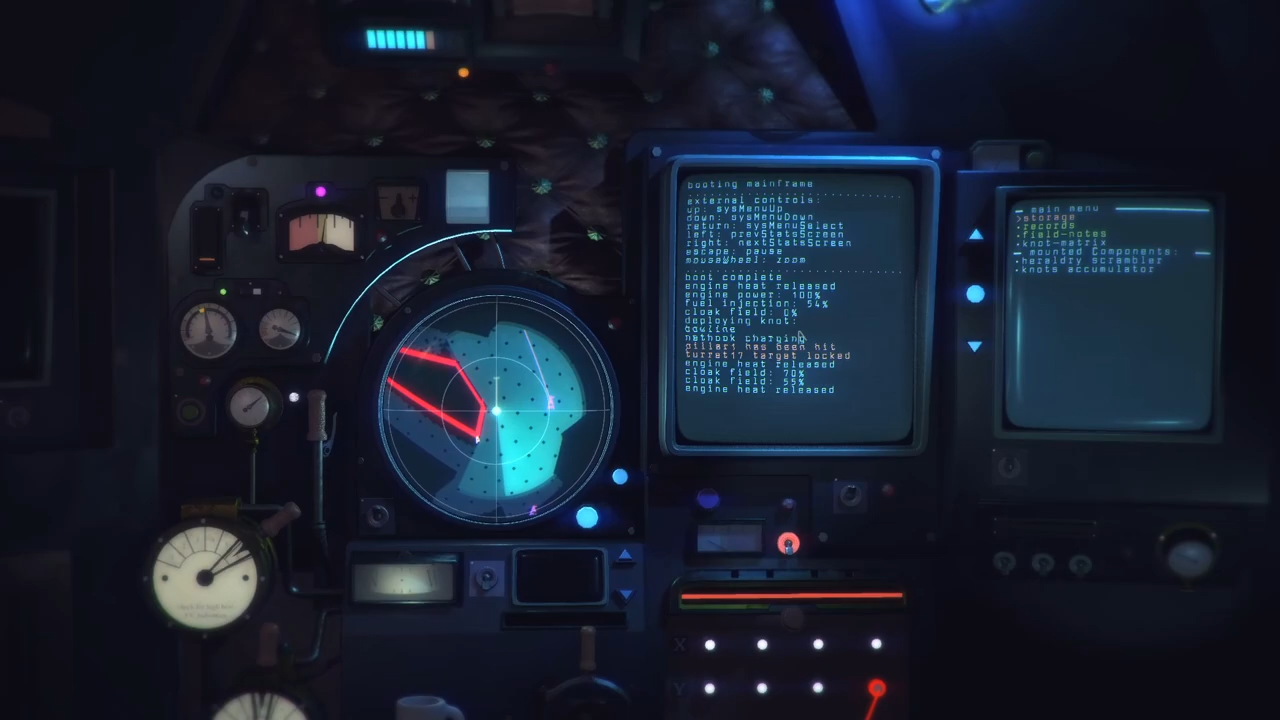 booting mainframe
external controls:
up: sysMenuUp
down: sysMenuDown
return: sysMenuSelect
left: prevStatsScreen
right: nextStatsScreen
escape: pause
mousewheel: zoom
boot complete
engine heat released
engine power: 100%
fuel injection: 54%
cloak field: 0%
deploying knot:
bowline
nethook charging
pillar1 has been hit
turret17 target locked
engine heat released
cloak field: 70%
cloak field: 55%
engine heat released
main menu
>storage
.records
.field-notes
.knot-matrix
mounted Components:
.heraldry scrambler
.knots accumulator
X
Y